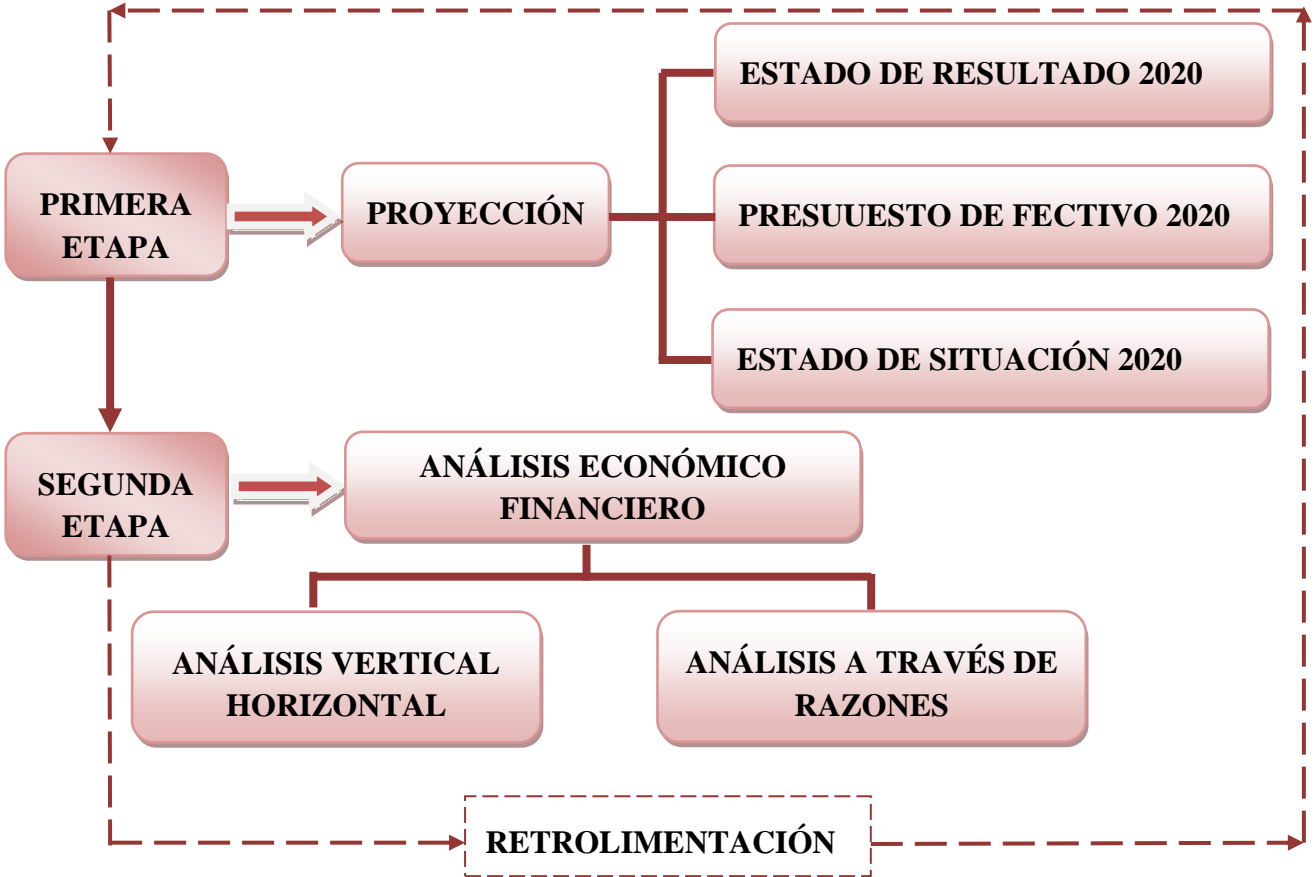 ESTADO DE RESULTADO 2020
PRIMERA
ETAPA
PROYECCIÓN
PRESUUESTO DE FECTIVO 2020
ESTADO DE SITUACIÓN 2020
SEGUNDA
ETAPA
ANÁLISIS ECONÓMICO
FINANCIERO
ANÁLISIS VERTICAL
HORIZONTAL
ANÁLISIS A TRAVÉS DE
RAZONES
RETROLIMENTACIÓN